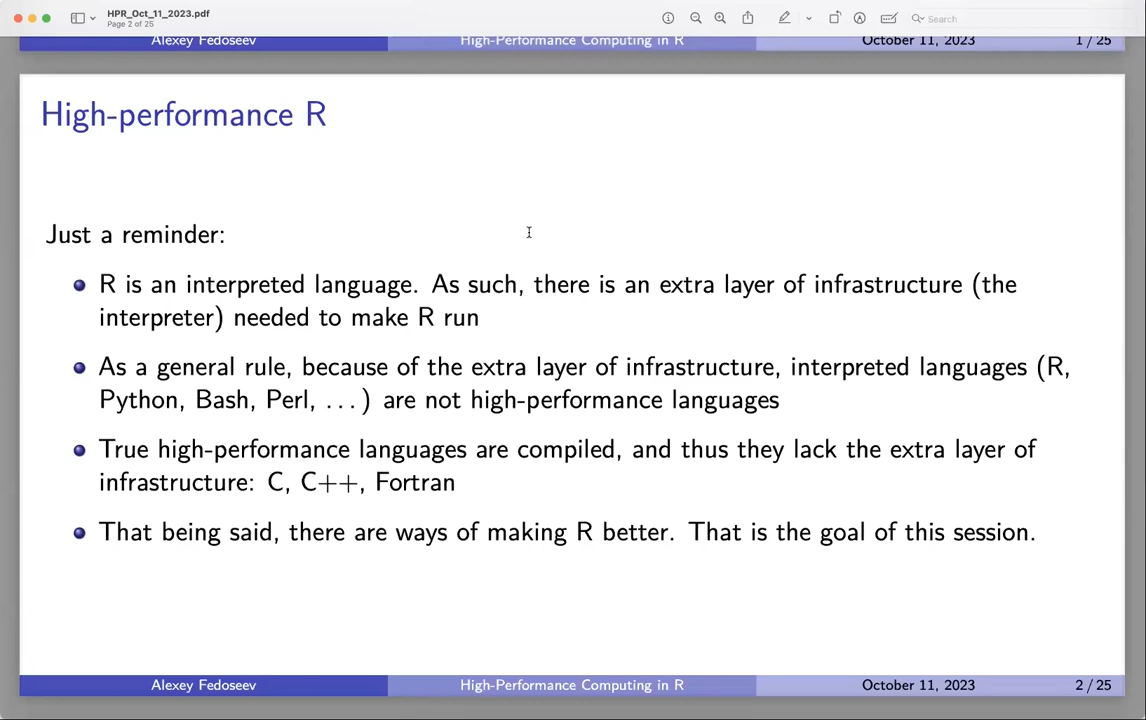 HPR_Oct_11_2023.pdf
Page 2 of 25
Search
Alexey Fedoseev High-Performance Computing in R October 11, 2023 1 / 25
High-performance R
Just a reminder:
R is an interpreted language. As such, there is an extra layer of infrastructure (the
interpreter) needed to make R run
As a general rule, because of the extra layer of infrastructure, interpreted languages (R,
Python, Bash, Perl, ...) are not high-performance languages
True high-performance languages are compiled, and thus they lack the extra layer of
infrastructure: C, C++, Fortran
That being said, there are ways of making R better. That is the goal of this session.
Alexey Fedoseev High-Performance Computing in R October 11, 2023 2 / 25